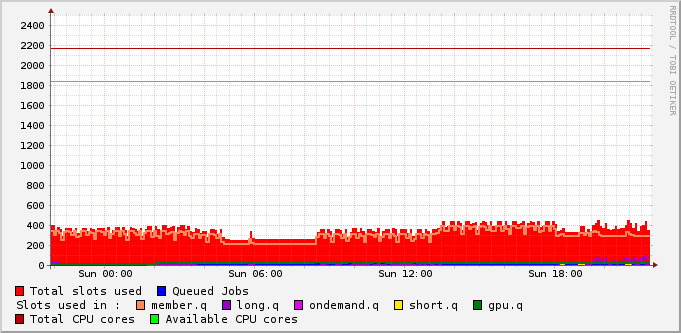 RRDTOOL / TOBI OETIKER
2400
2200
2000
1800
1600
1400
1200
1000
800
600
400
200
0
Sun 00:00 Sun 06:00 Sun 12:00 Sun 18:00
Total slots used Queued Jobs
Slots used in : member.q long.q ondemand.q short.q gpu.q
Total CPU cores Available CPU cores